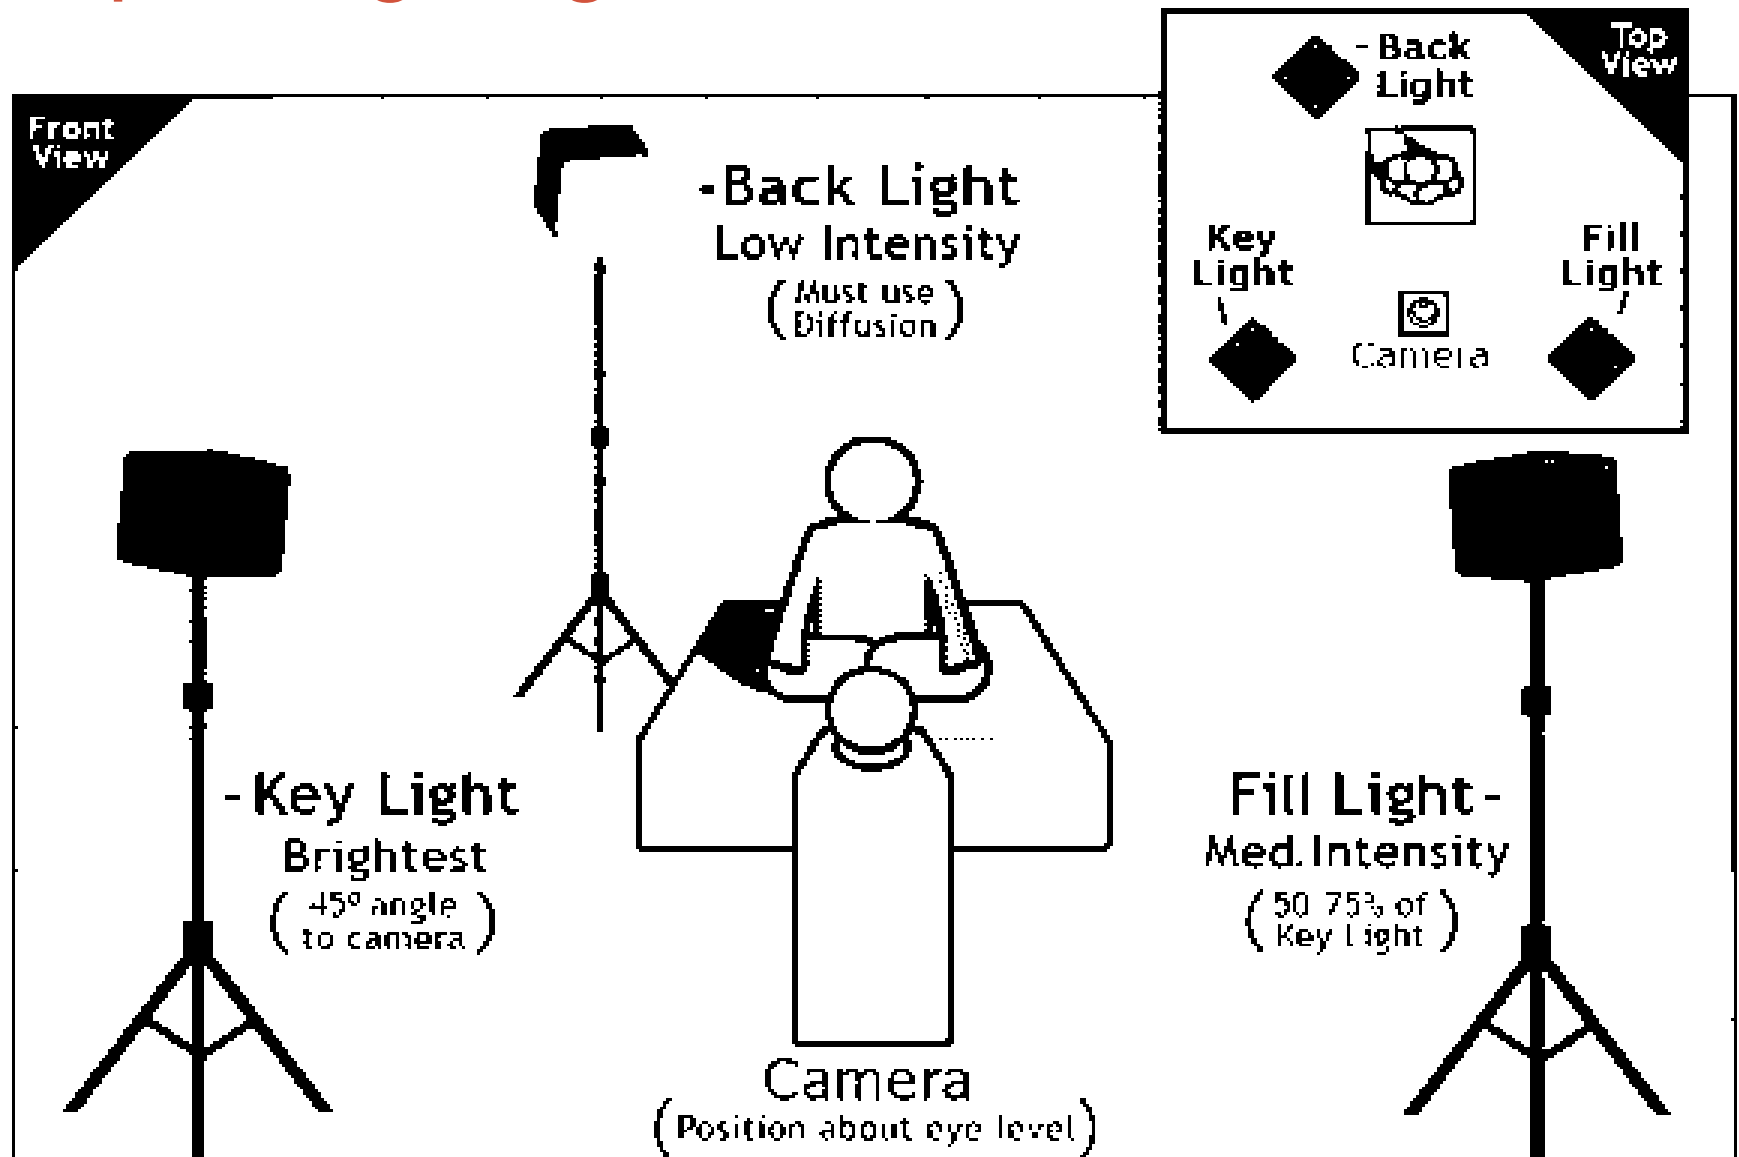 Front
View
-Back Light
Low Intensity
(Must use
Diffusion)
Top
View
-Back
Light
Key
Light
Fill
Light
Camera
-Key Light
Brightest
(45º angle
to camera)
Fill Light-
Med. Intensity
(50 75% of
Key Light)
Camera
(Position about eye level)